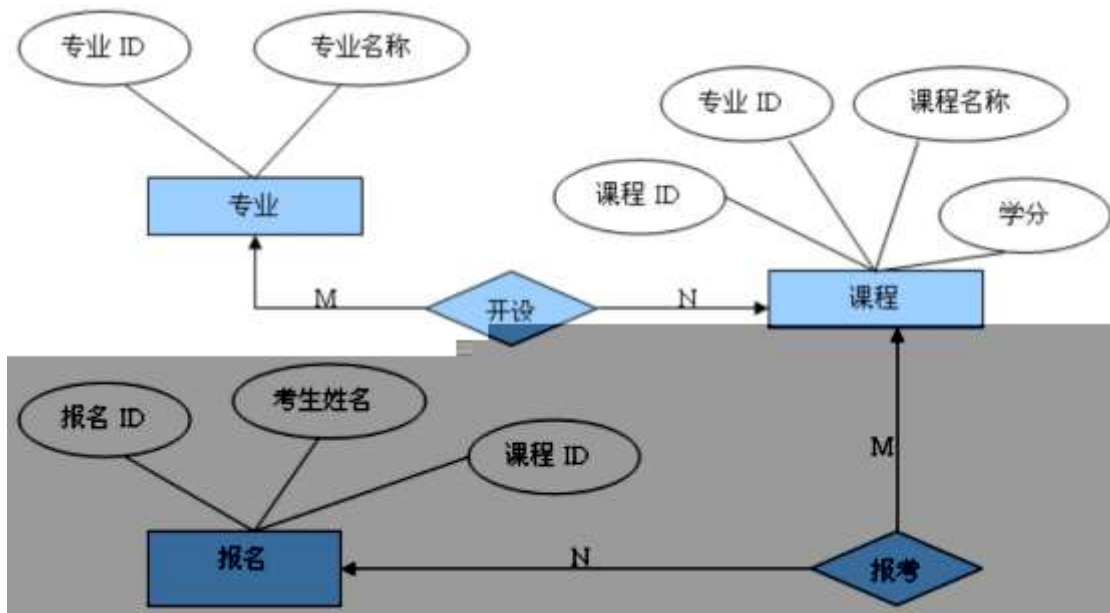 专业 ID
专业名称
专业 ID
课程名称
课程 ID
学分
专业
M
开设
N
课程
报名 ID
考生姓名
课程 ID
M
报名
N
报考